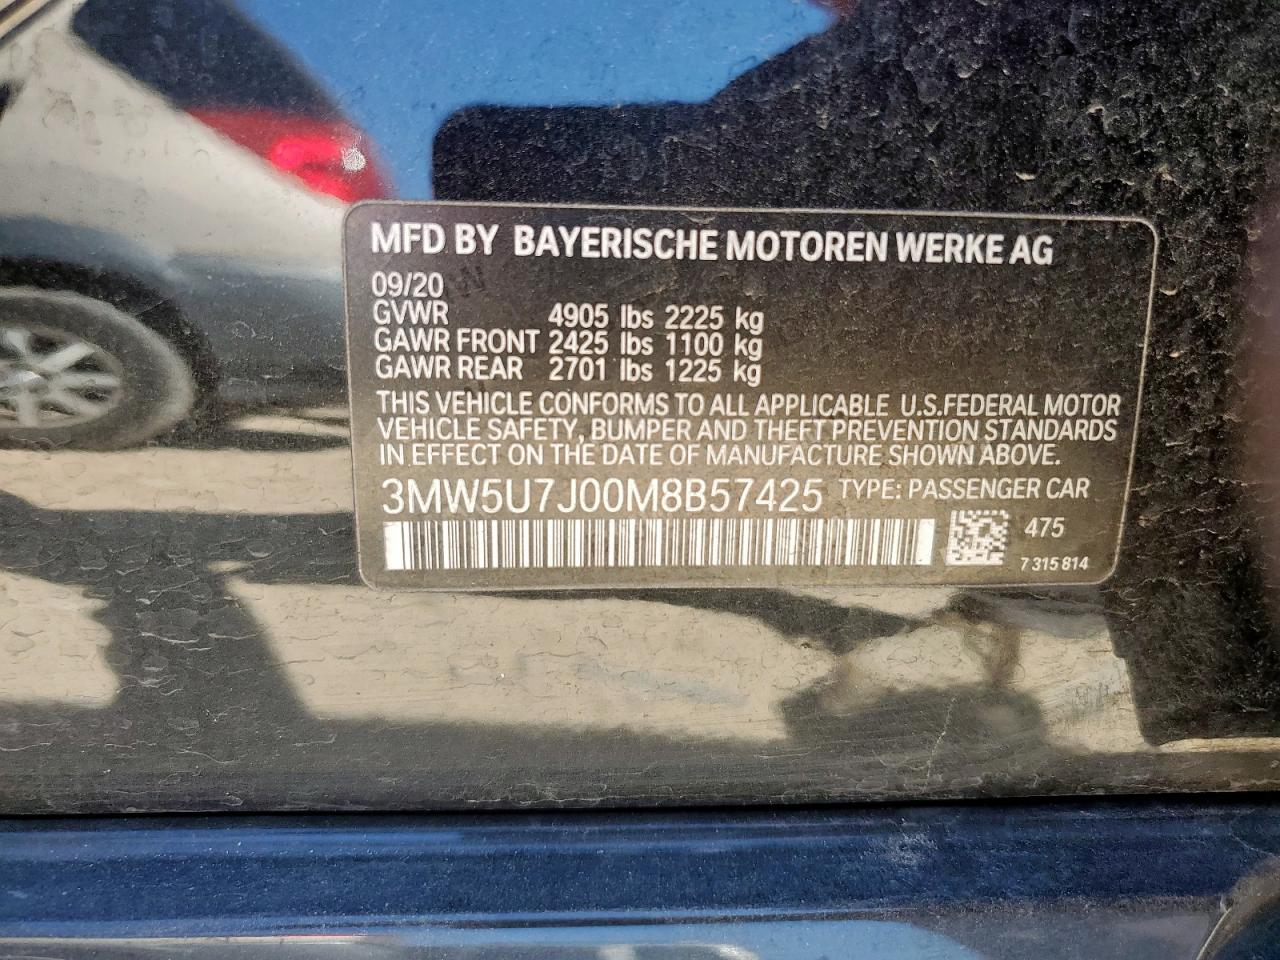 MFD BY BAYERISCHE MOTOREN WERKE AG
09/20
GVWR 4905 lbs 2225 kg
GAWR FRONT 2425 lbs 1100 kg
GAWR REAR 2701 lbs 1225 kg
THIS VEHICLE CONFORMS TO ALL APPLICABLE U.S.FEDERAL MOTOR
VEHICLE SAFETY, BUMPER AND THEFT PREVENTION STANDARDS
IN EFFECT ON THE DATE OF MANUFACTURE SHOWN ABOVE.
3MW5U7J00M8B57425 TYPE: PASSENGER CAR
475
7 315 814